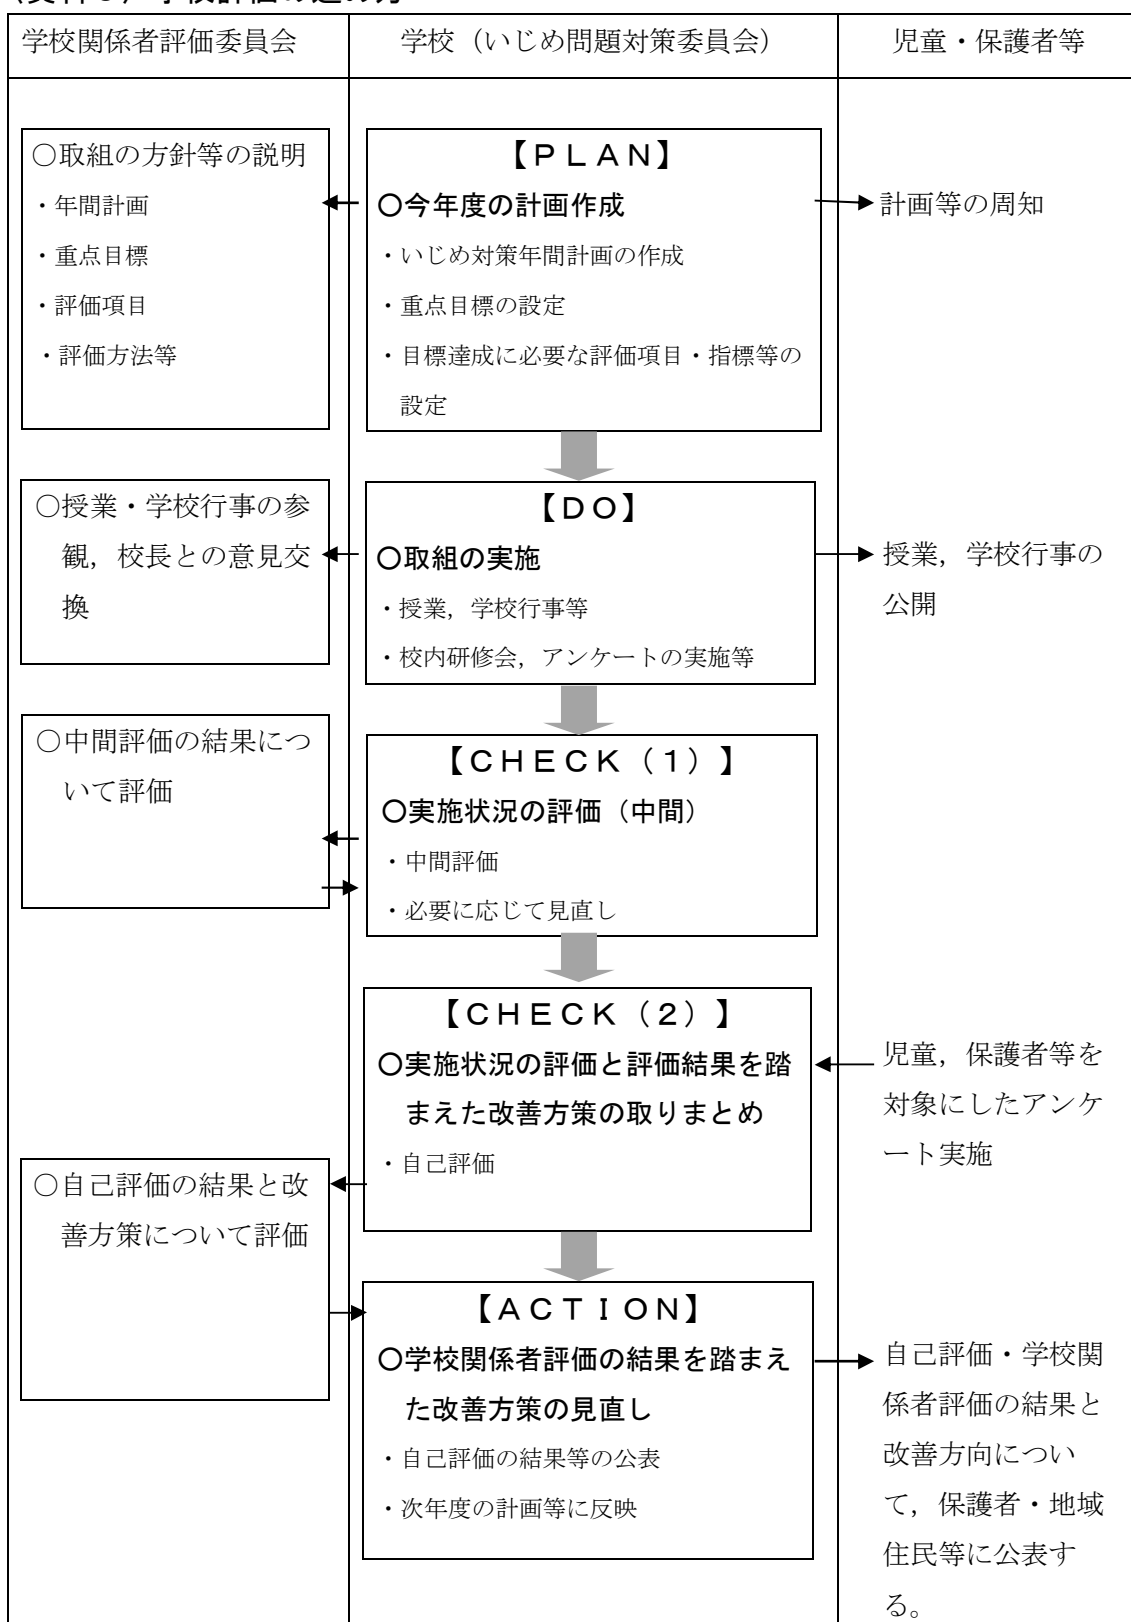 学校関係者評価委員会
学校（いじめ問題対策委員会）
児童・保護者等
○取組の方針等の説明
・年間計画
・重点目標
・評価項目
・評価方法等
【ＰＬＡＮ】
○今年度の計画作成
・いじめ対策年間計画の作成
・重点目標の設定
・目標達成に必要な評価項目・指標等の
設定
計画等の周知
○授業・学校行事の参
観，校長との意見交
換
【ＤＯ】
○取組の実施
・授業，学校行事等
・校内研修会，アンケートの実施等
授業，学校行事の
公開
○中間評価の結果につ
いて評価
【ＣＨＥＣＫ（１）】
○実施状況の評価（中間）
・中間評価
・必要に応じて見直し
【ＣＨＥＣＫ（２）】
○実施状況の評価と評価結果を踏
まえた改善方策の取りまとめ
・自己評価
児童，保護者等を
対象にしたアンケ
ート実施
○自己評価の結果と改
善方策について評価
【ＡＣＴＩＯＮ】
○学校関係者評価の結果を踏まえ
た改善方策の見直し
・自己評価の結果等の公表
・次年度の計画等に反映
自己評価・学校関
係者評価の結果と
改善方向につい
て，保護者・地域
住民等に公表す
る。